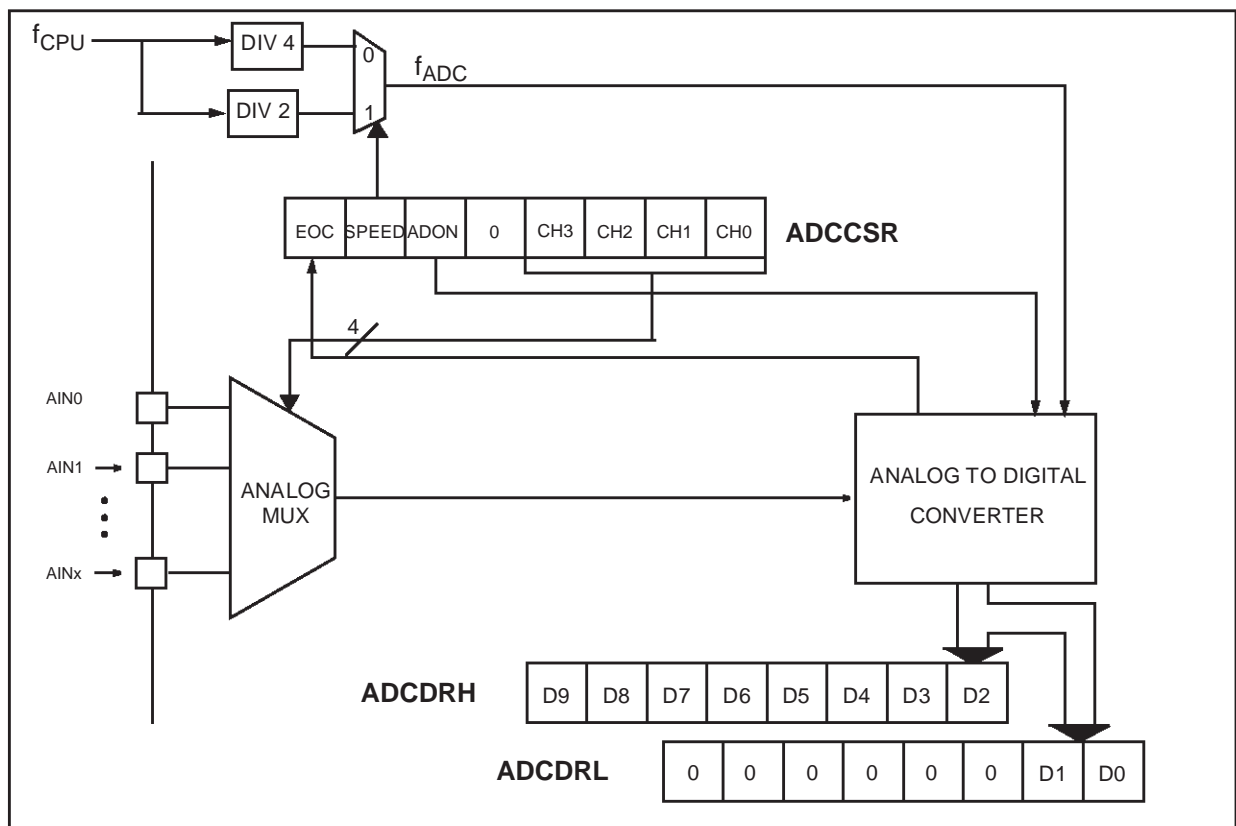 fCPU
DIV 4
0
fADC
DIV 2
1
EOC SPEED ADON 0 CH3 CH2 CH1 CH0 ADCCSR
4
AIN0
AIN1
ANALOG
MUX
AINx
ANALOG TO DIGITAL
CONVERTER
ADCDRH D9 D8 D7 D6 D5 D4 D3 D2
ADCDRL 0 0 0 0 0 0 D1 D0